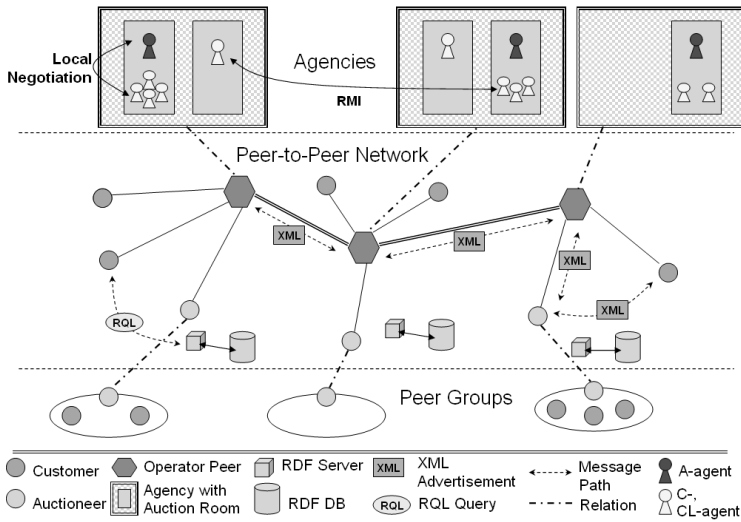 Local
Negotiation
Agencies
RMI
Peer-to-Peer Network
XML
XML
XML
XML
RQL
Peer Groups
Customer
Operator Peer
RDF Server
XML
XML
Advertisement
Message
Path
A-agent
Auctioneer
Agency with
Auction Room
RDF DB
RQL
RQL Query
Relation
C-,
CL-agent